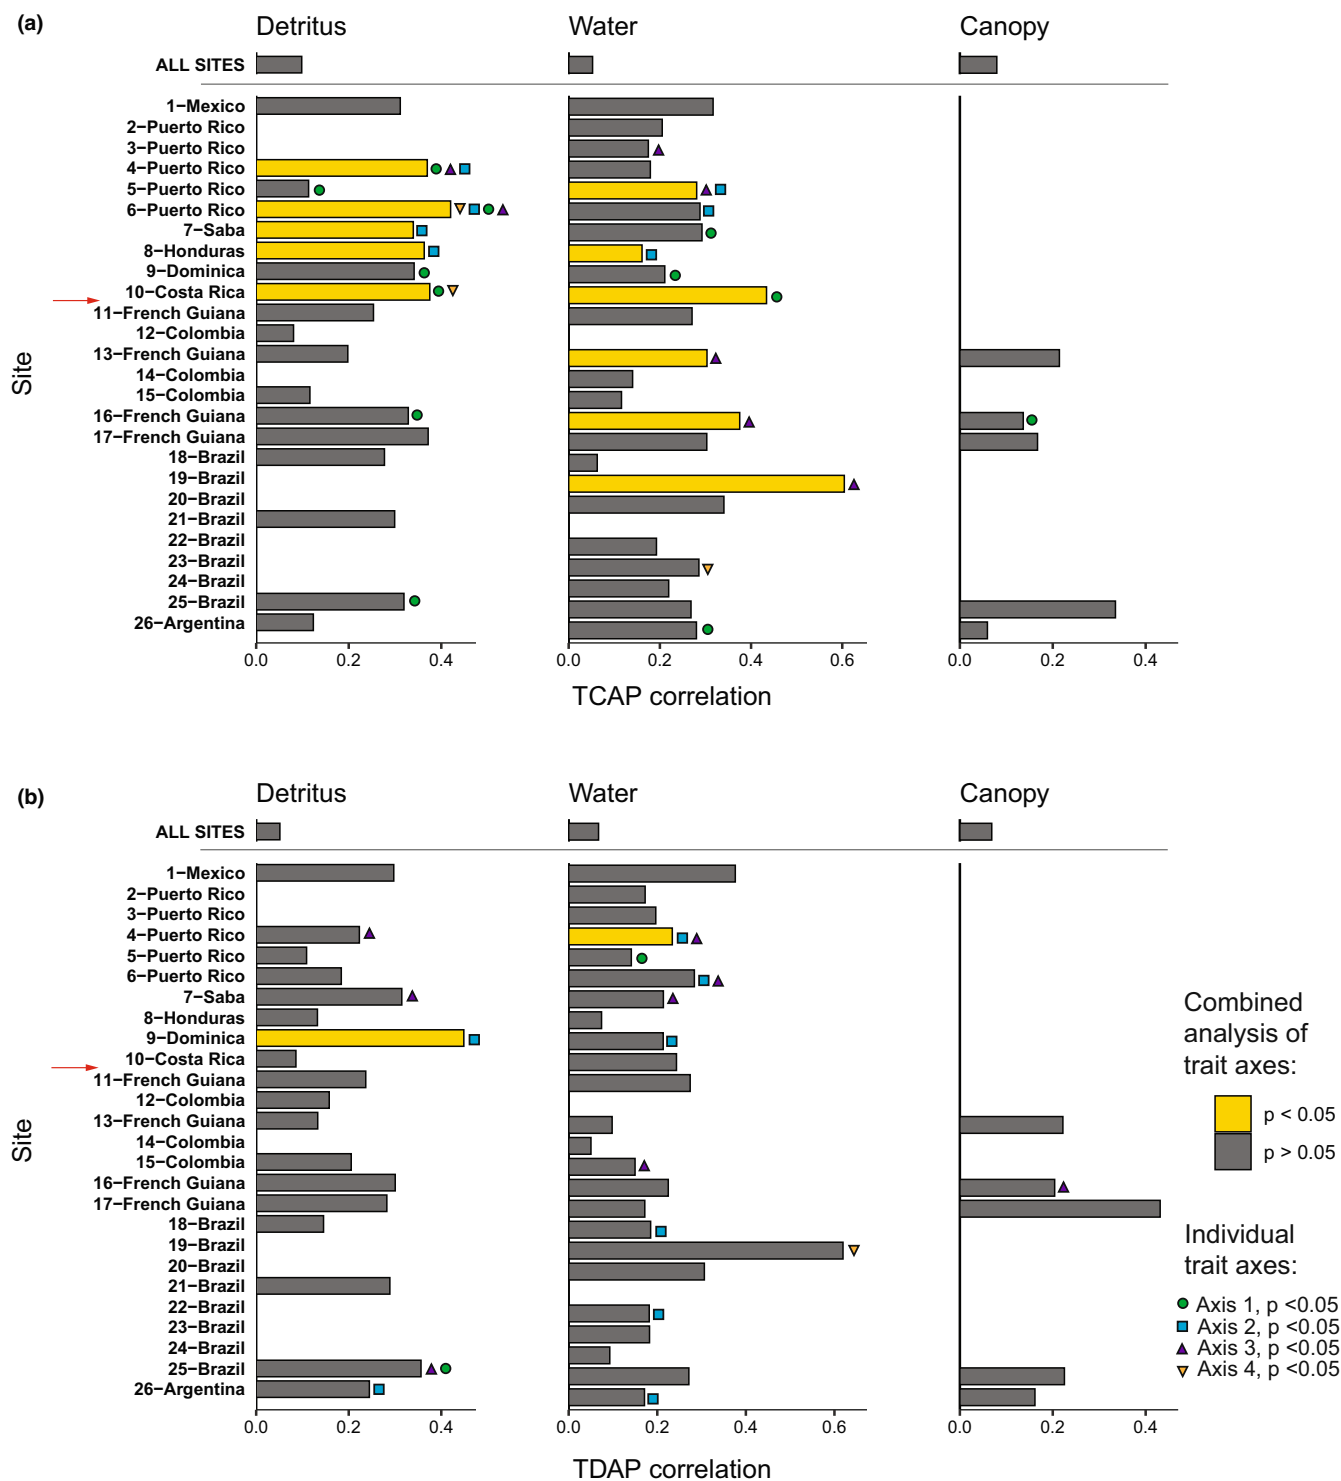 (a)
Detritus Water Canopy
ALL SITES
1−Mexico
2−Puerto Rico
3−Puerto Rico
4−Puerto Rico
5−Puerto Rico
6−Puerto Rico
7−Saba
8−Honduras
9−Dominica
10−Costa Rica
11−French Guiana
12−Colombia
13−French Guiana
14−Colombia
15−Colombia
16−French Guiana
17−French Guiana
18−Brazil
19−Brazil
20−Brazil
21−Brazil
22−Brazil
23−Brazil
24−Brazil
25−Brazil
26−Argentina
Site
0.0 0.2 0.4 0.0 0.2 0.4 0.6 0.0 0.2 0.4
TCAP correlation
(b)
Detritus Water Canopy
ALL SITES
1−Mexico
2−Puerto Rico
3−Puerto Rico
4−Puerto Rico
5−Puerto Rico
6−Puerto Rico
7−Saba
8−Honduras
9−Dominica
10−Costa Rica
11−French Guiana
12−Colombia
13−French Guiana
14−Colombia
15−Colombia
16−French Guiana
17−French Guiana
18−Brazil
19−Brazil
20−Brazil
21−Brazil
22−Brazil
23−Brazil
24−Brazil
25−Brazil
26−Argentina
Site
0.0 0.2 0.4 0.0 0.2 0.4 0.6 0.0 0.2 0.4
TDAP correlation
Combined
analysis of
trait axes:
p < 0.05
p > 0.05
Individual
trait axes:
Axis 1, p <0.05
Axis 2, p <0.05
Axis 3, p <0.05
Axis 4, p <0.05